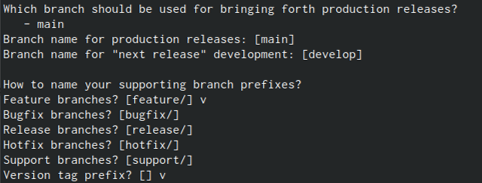 Which branch should be used for bringing forth production releases?
- main
Branch name for production releases: [main]
Branch name for "next release" development: [develop]
How to name your supporting branch prefixes?
Feature branches? [feature/] v
Bugfix branches? [bugfix/]
Release branches? [release/]
Hotfix branches? [hotfix/]
Support branches? [support/]
Version tag prefix? [] v